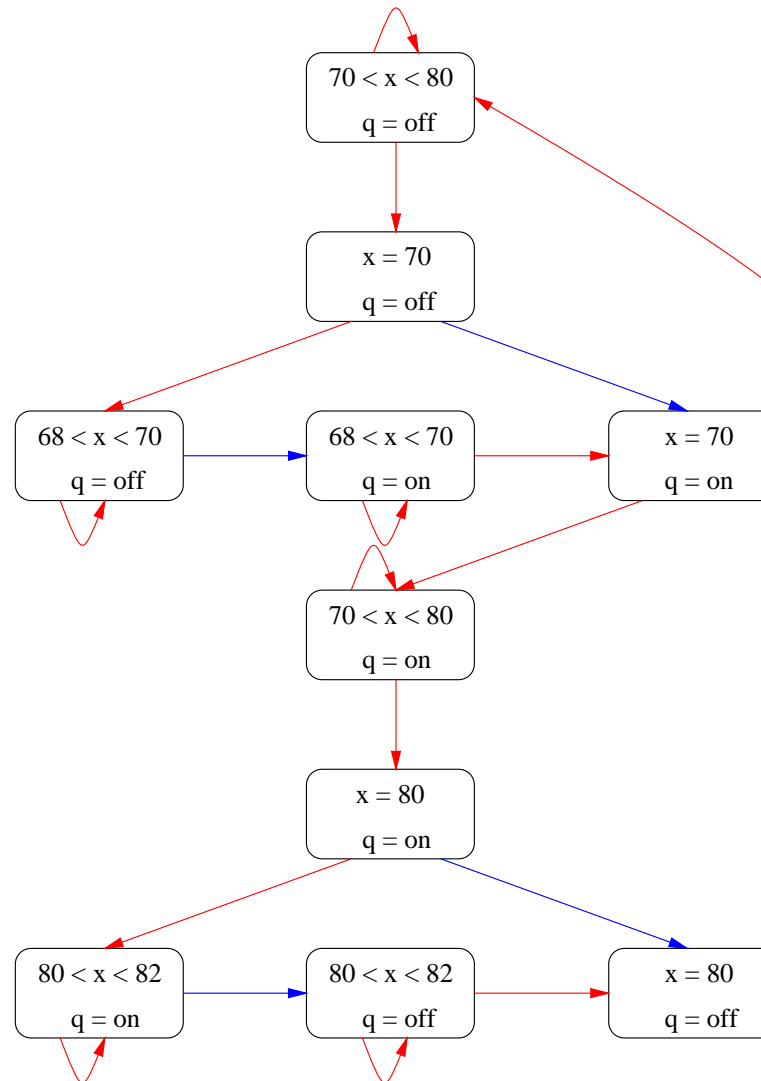 70 < x < 80
q = off
x = 70
q = off
68 < x < 70
q = off
68 < x < 70
q = on
x = 70
q = on
70 < x < 80
q = on
x = 80
q = on
80 < x < 82
q = on
80 < x < 82
q = off
x = 80
q = off